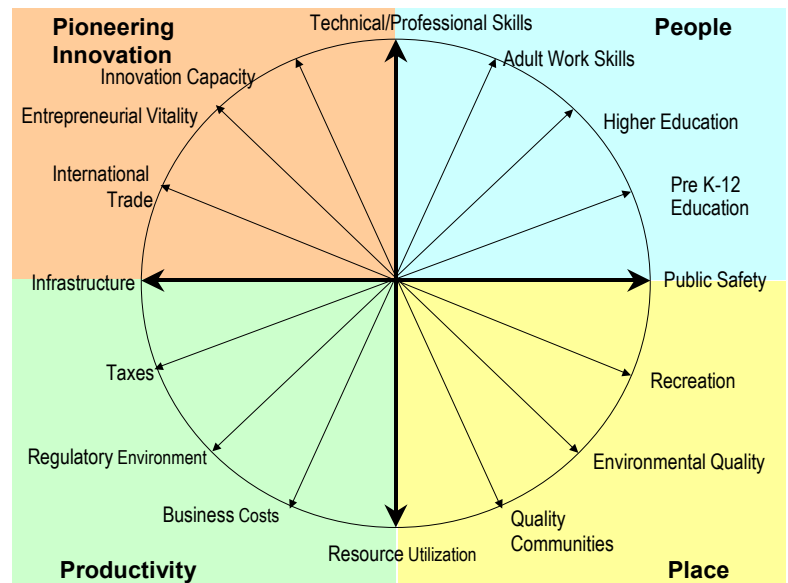 Pioneering
Innovation
Technical/Professional Skills
People
Innovation Capacity
Adult Work Skills
Entrepreneurial Vitality
Higher Education
International
Trade
Pre K-12
Education
Infrastructure
Public Safety
Taxes
Recreation
Regulatory Environment
Environmental Quality
Business Costs
Quality
Communities
Resource Utilization
Productivity
Place